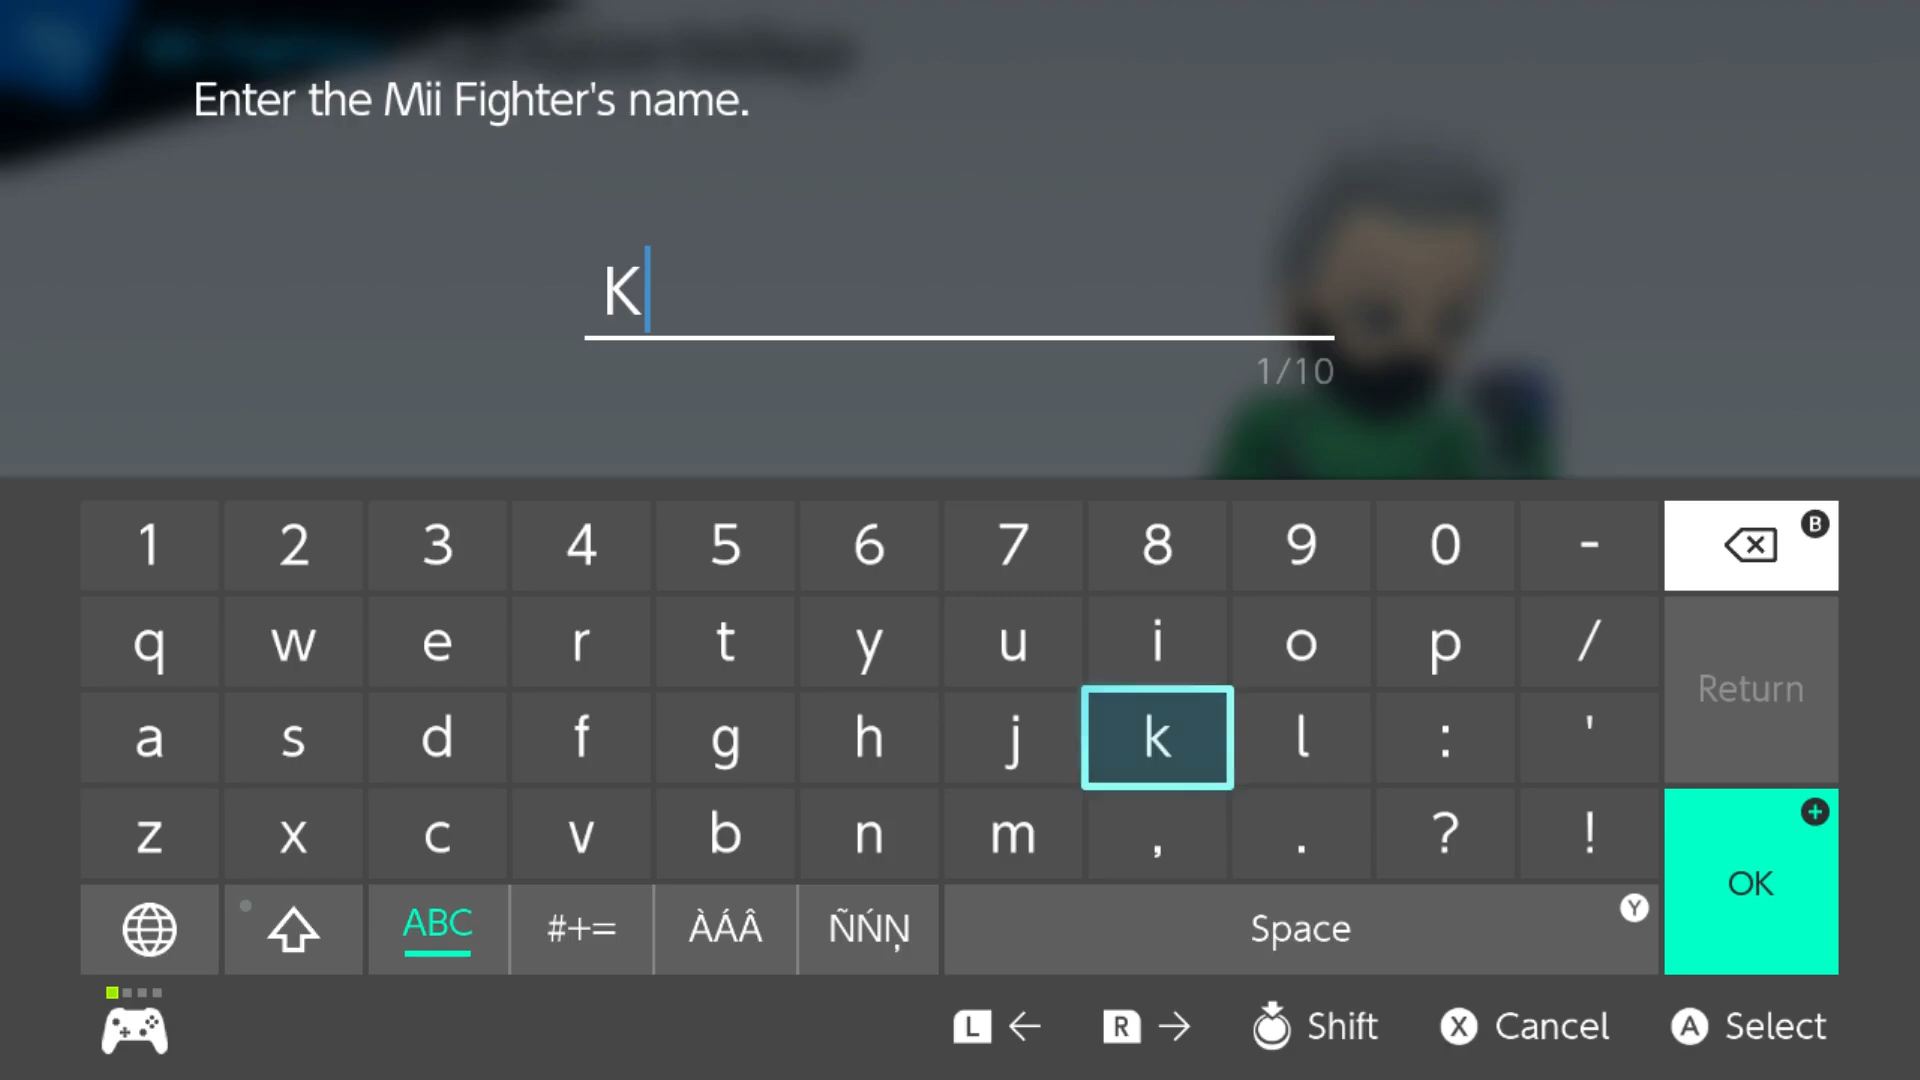 Enter the Mii Fighter's name.
K
1/10
1 2 3 4 5 6 7 8 9 0 - B
q w e r t y u i o p / Return
a s d f g h j k l : '
z x c v b n m , . ? ! + OK
ABC #+= ÀÁÂ ÑŃŅ Space Y
L ← R → Shift X Cancel A Select